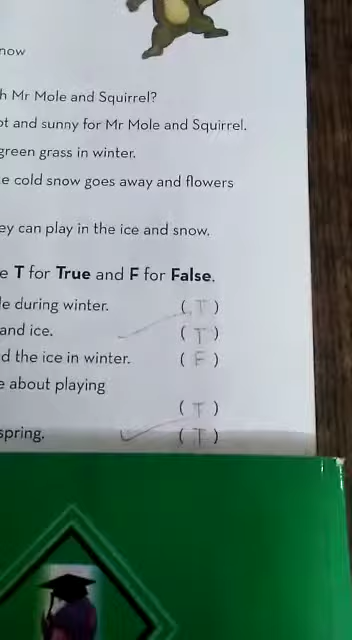 now
h Mr Mole and Squirrel?
ot and sunny for Mr Mole and Squirrel.
green grass in winter.
e cold snow goes away and flowers
ey can play in the ice and snow.
e T for True and F for False.
le during winter. ( T )
and ice. ( T )
d the ice in winter. ( F )
e about playing
( T )
spring. ( T )